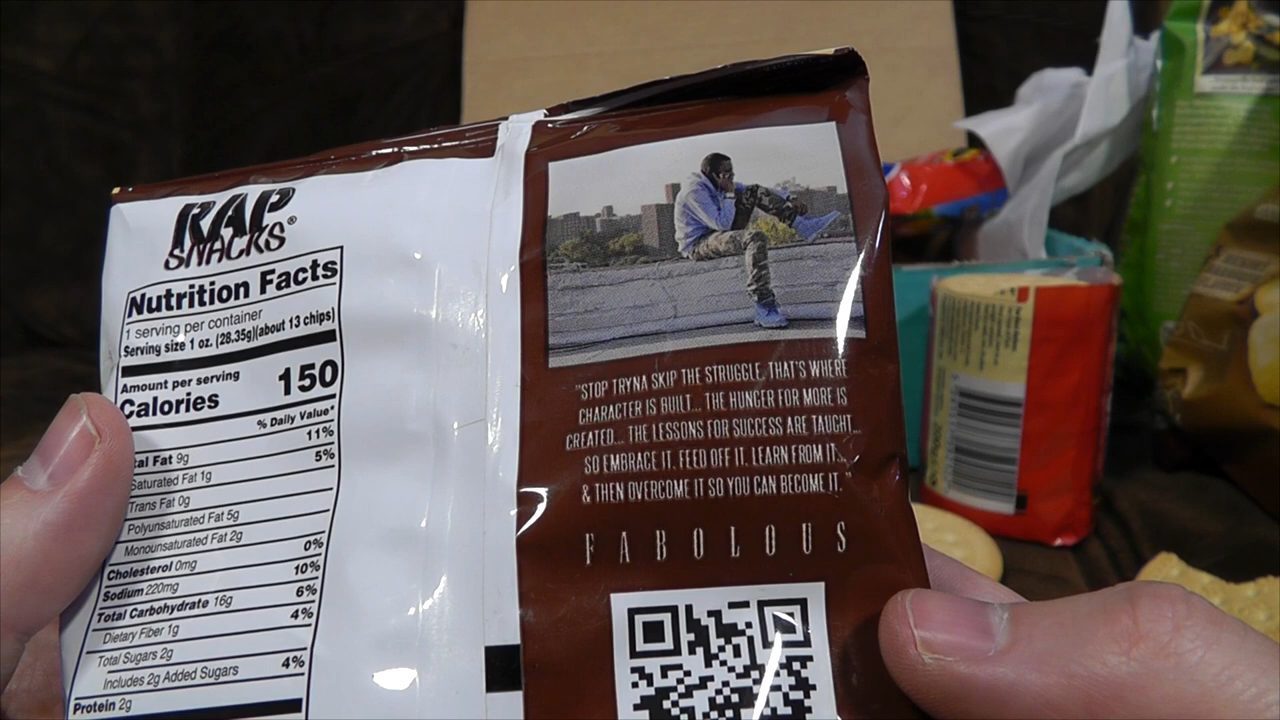 RAP
SNACKS®
Nutrition Facts
1 serving per container
Serving size 1 oz. (28.35g)(about 13 chips)
Amount per serving
Calories 150
% Daily Value*
al Fat 9g 11%
Saturated Fat 1g 5%
Trans Fat 0g
Polyunsaturated Fat 5g
Monounsaturated Fat 2g
Cholesterol 0mg 0%
Sodium 220mg 10%
Total Carbohydrate 16g 6%
Dietary Fiber 1g 4%
Total Sugars 2g
Includes 2g Added Sugars 4%
Protein 2g
"STOP TRYNA SKIP THE STRUGGLE. THAT'S WHERE
CHARACTER IS BUILT... THE HUNGER FOR MORE IS
CREATED... THE LESSONS FOR SUCCESS ARE TAUGHT...
SO EMBRACE IT. FEED OFF IT. LEARN FROM IT...
& THEN OVERCOME IT SO YOU CAN BECOME IT."
FABOLOUS